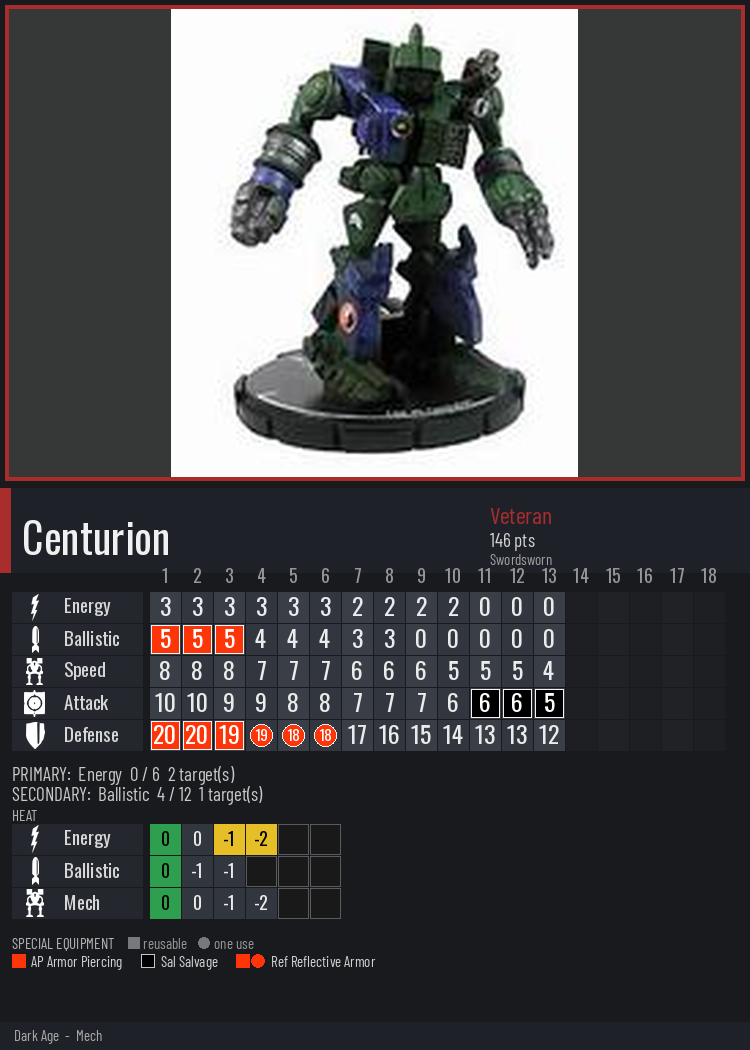 Centurion
Veteran
146 pts
Swordsworn
1 2 3 4 5 6 7 8 9 10 11 12 13 14 15 16 17 18
Energy 3 3 3 3 3 3 2 2 2 2 0 0 0
Ballistic 5 5 5 4 4 4 3 3 0 0 0 0 0
Speed 8 8 8 7 7 7 6 6 6 5 5 5 4
Attack 10 10 9 9 8 8 7 7 7 6 6 6 5
Defense 20 20 19 19 18 18 17 16 15 14 13 13 12
PRIMARY: Energy 0 / 6 2 target(s)
SECONDARY: Ballistic 4 / 12 1 target(s)
HEAT
Energy 0 0 -1 -2
Ballistic 0 -1 -1
Mech 0 0 -1 -2
SPECIAL EQUIPMENT reusable one use
AP Armor Piercing Sal Salvage Ref Reflective Armor
Dark Age - Mech